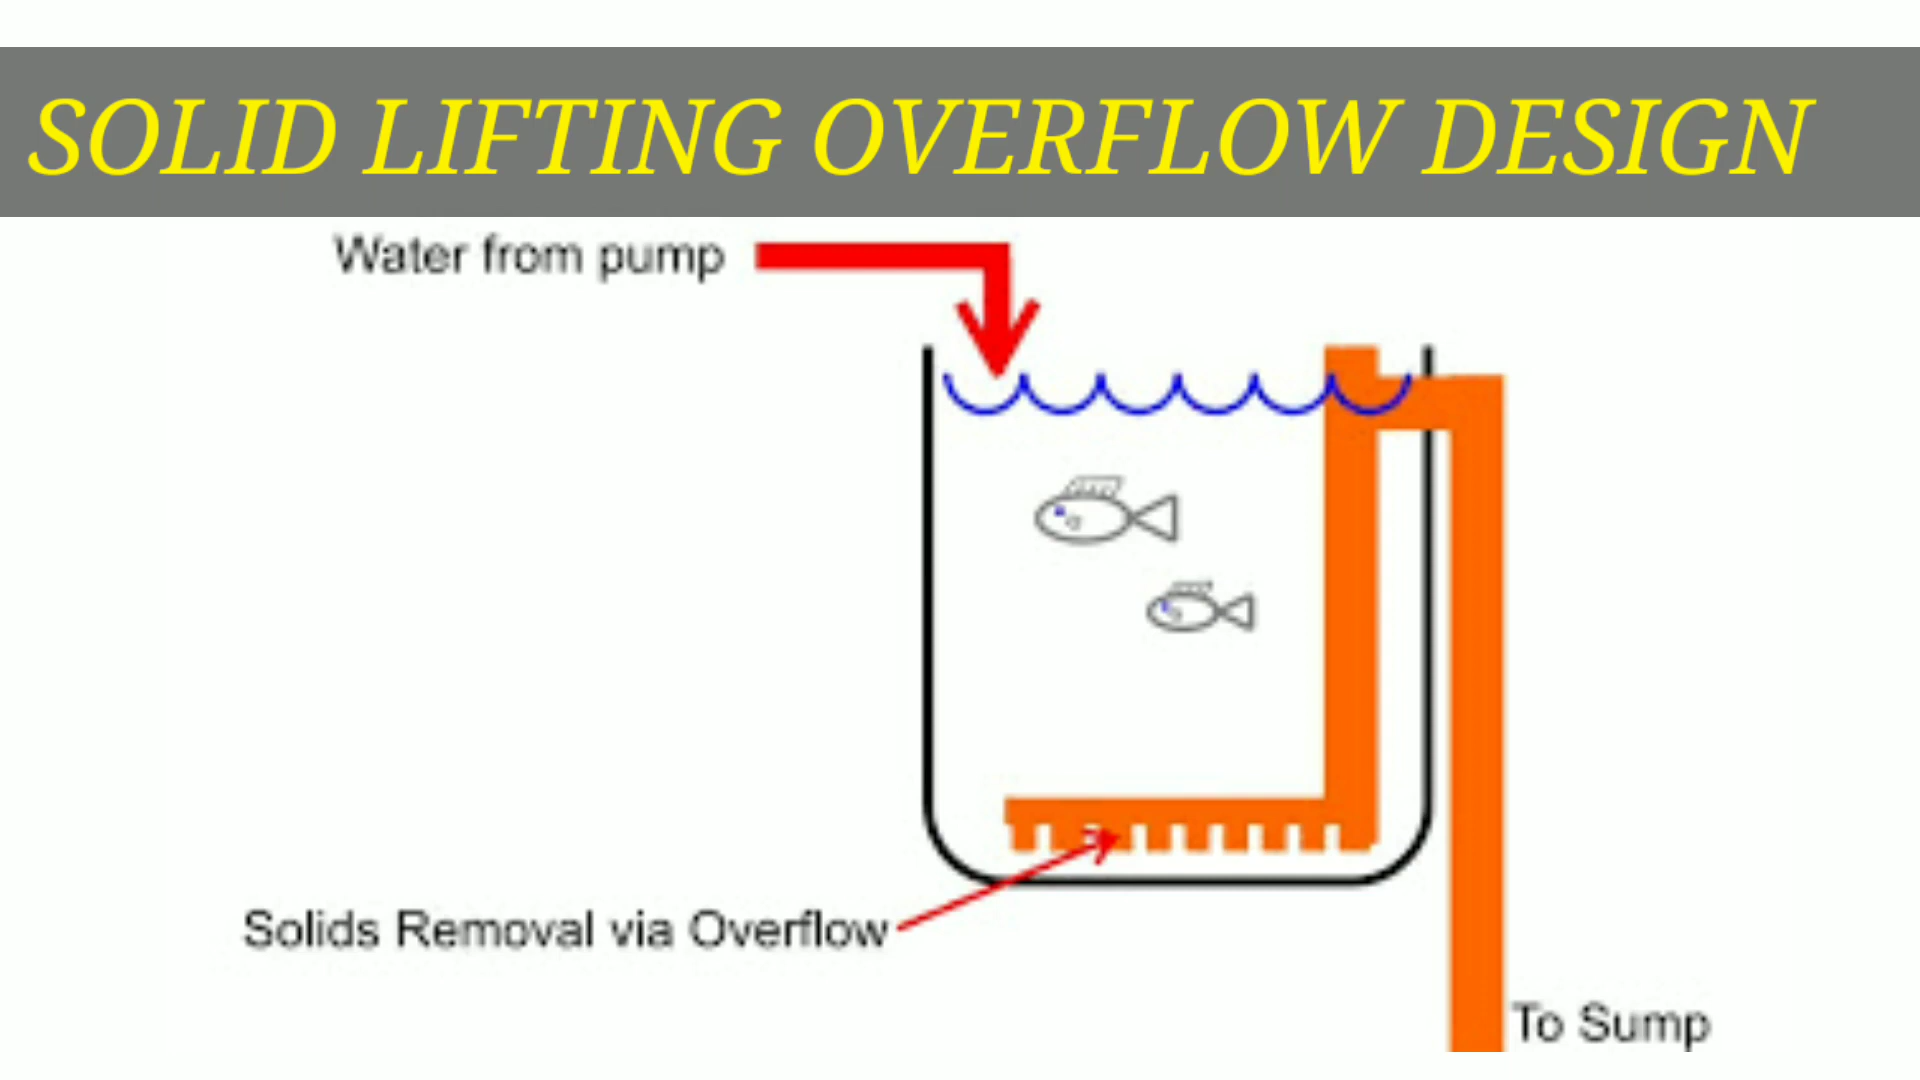 SOLID LIFTING OVERFLOW DESIGN
Water from pump
Solids Removal via Overflow
To Sump